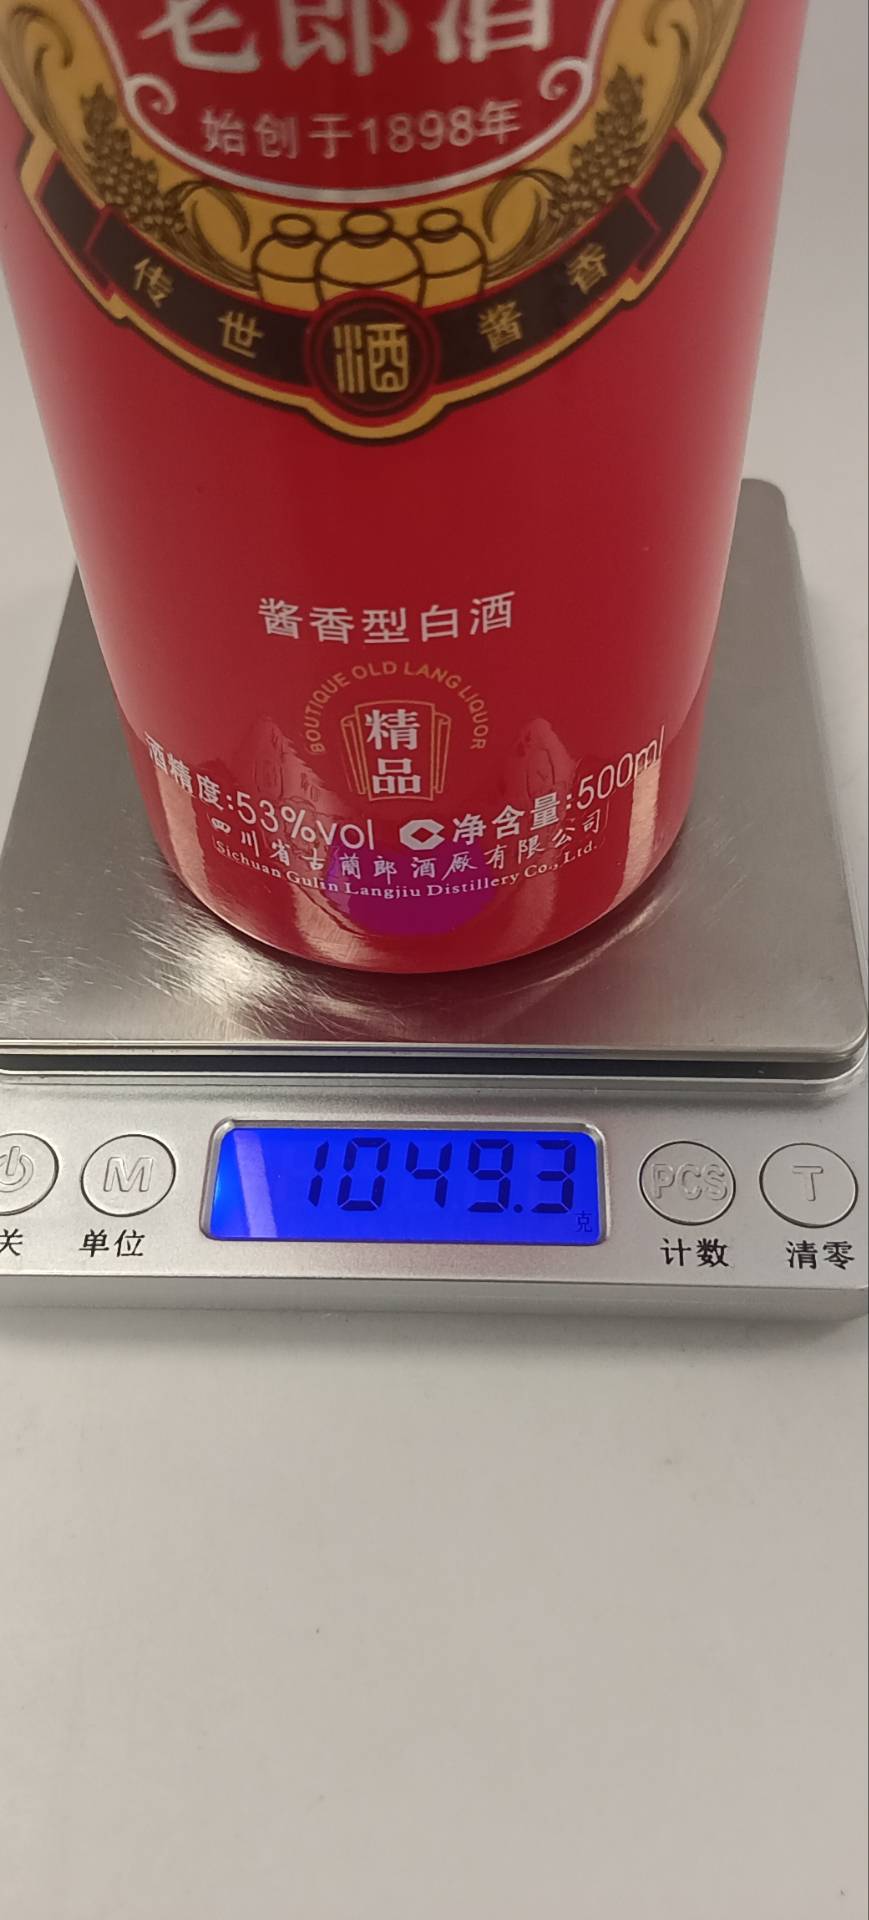 老郎酒
始创于1898年
传世酱香
酒
酱香型白酒
BOUTIQUE OLD LANG LIQUOR
精
品
酒精度:53%vol 净含量:500ml
四川省古蘭郎酒廠有限公司
Sichuan Gulin Langjiu Distillery Co., Ltd.
1049.3
克
M PCS T
关 单位 计数 清零